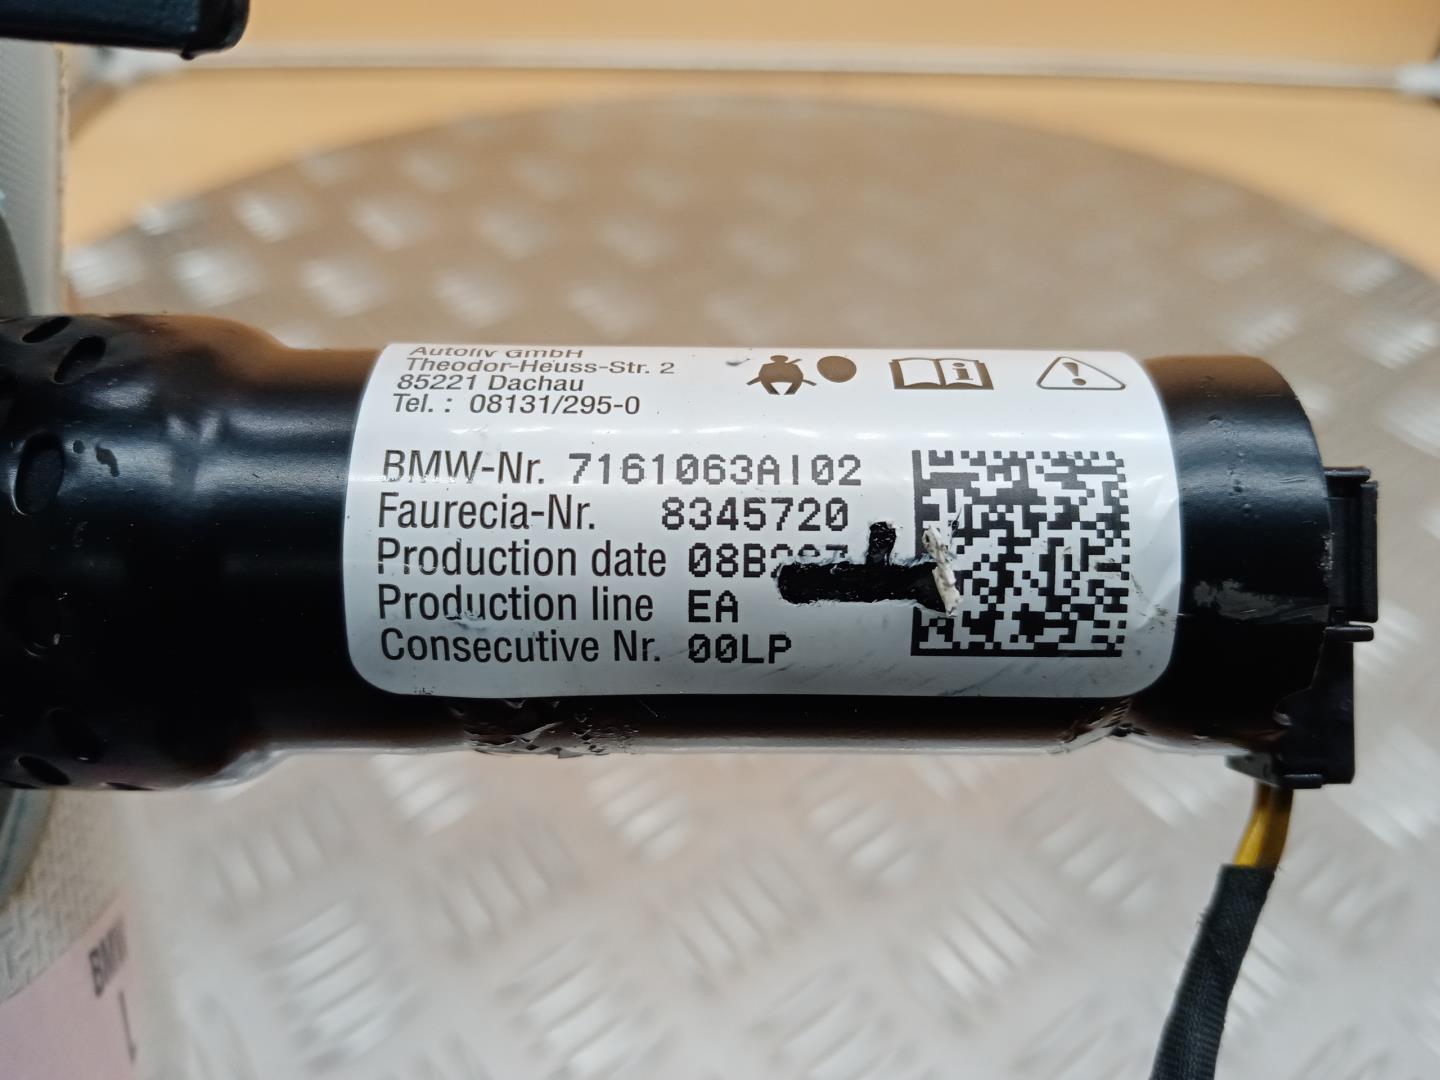 Autoliv GmbH
Theodor-Heuss-Str. 2
85221 Dachau
Tel. : 08131/295-0
BMW-Nr. 7161063AI02
Faurecia-Nr. 8345720
Production date
Production line EA
Consecutive Nr. 00LP
BMW
L